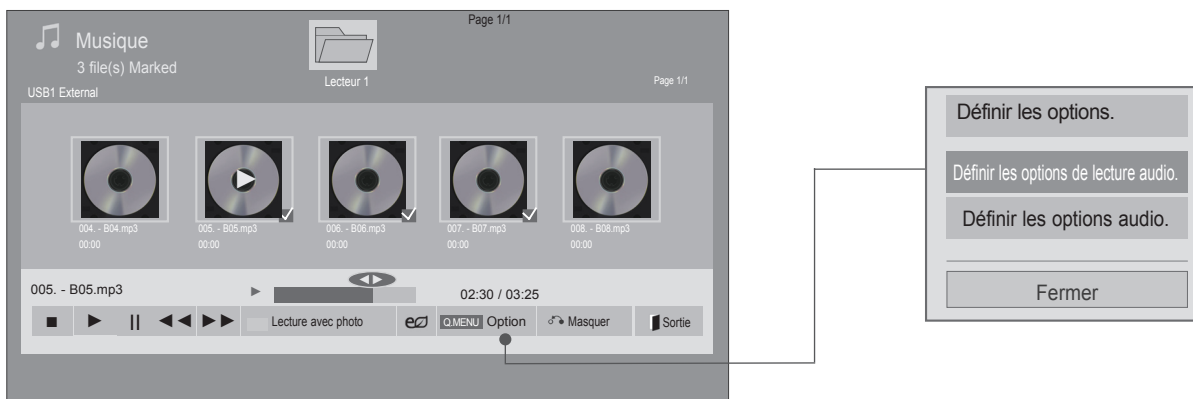 Page 1/1
Musique
3 file(s) Marked
Lecteur 1
Page 1/1
USB1 External
004. - B04.mp3
00:00
005. - B05.mp3
00:00
006. - B06.mp3
00:00
007. - B07.mp3
00:00
008. - B08.mp3
00:00
005. - B05.mp3
02:30 / 03:25
Lecture avec photo
Q.MENU Option
Masquer
Sortie
Définir les options.
Définir les options de lecture audio.
Définir les options audio.
Fermer